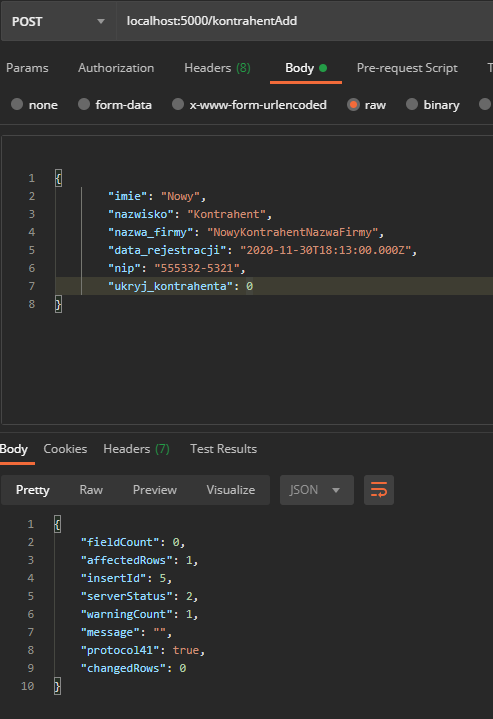 POST localhost:5000/kontrahentAdd
Params Authorization Headers (8) Body Pre-request Script T
none form-data x-www-form-urlencoded raw binary
1 {
2 "imie": "Nowy",
3 "nazwisko": "Kontrahent",
4 "nazwa_firmy": "NowyKontrahentNazwaFirmy",
5 "data_rejestracji": "2020-11-30T18:13:00.000Z",
6 "nip": "555332-5321",
7 "ukryj_kontrahenta": 0
8 }
Body Cookies Headers (7) Test Results
Pretty Raw Preview Visualize JSON
1 {
2 "fieldCount": 0,
3 "affectedRows": 1,
4 "insertId": 5,
5 "serverStatus": 2,
6 "warningCount": 1,
7 "message": "",
8 "protocol41": true,
9 "changedRows": 0
10 }